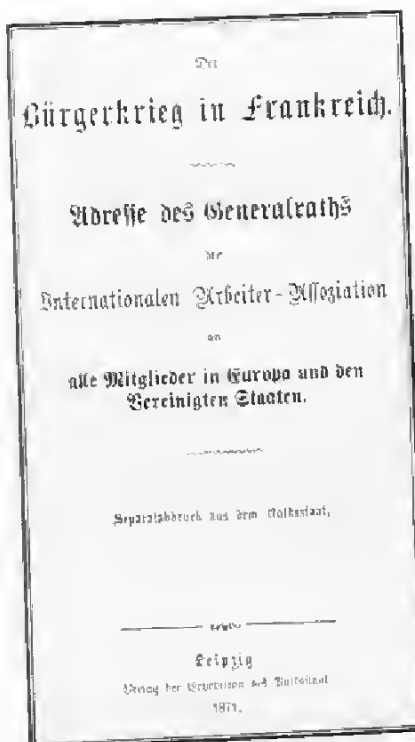 Der
Bürgerkrieg in Frankreich.
Adresse des Generalraths
der
Internationalen Arbeiter-Assoziation
an
alle Mitglieder in Europa und den
Vereinigten Staaten.
Separatabdruck aus dem Volksstaat.
Leipzig
Verlag der Expedition des Volksstaat
1871.